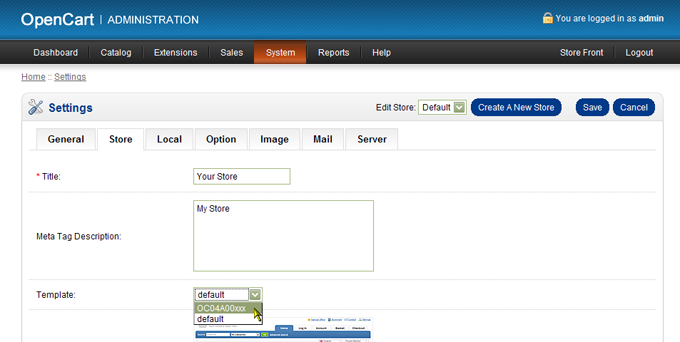 OpenCart | ADMINISTRATION You are logged in as admin
Dashboard Catalog Extensions Sales System Reports Help Store Front Logout
Home :: Settings
Settings Edit Store: Default Create A New Store Save Cancel
General Store Local Option Image Mail Server
* Title: Your Store
My Store
Meta Tag Description:
Template: default
OC04A00xxx
default